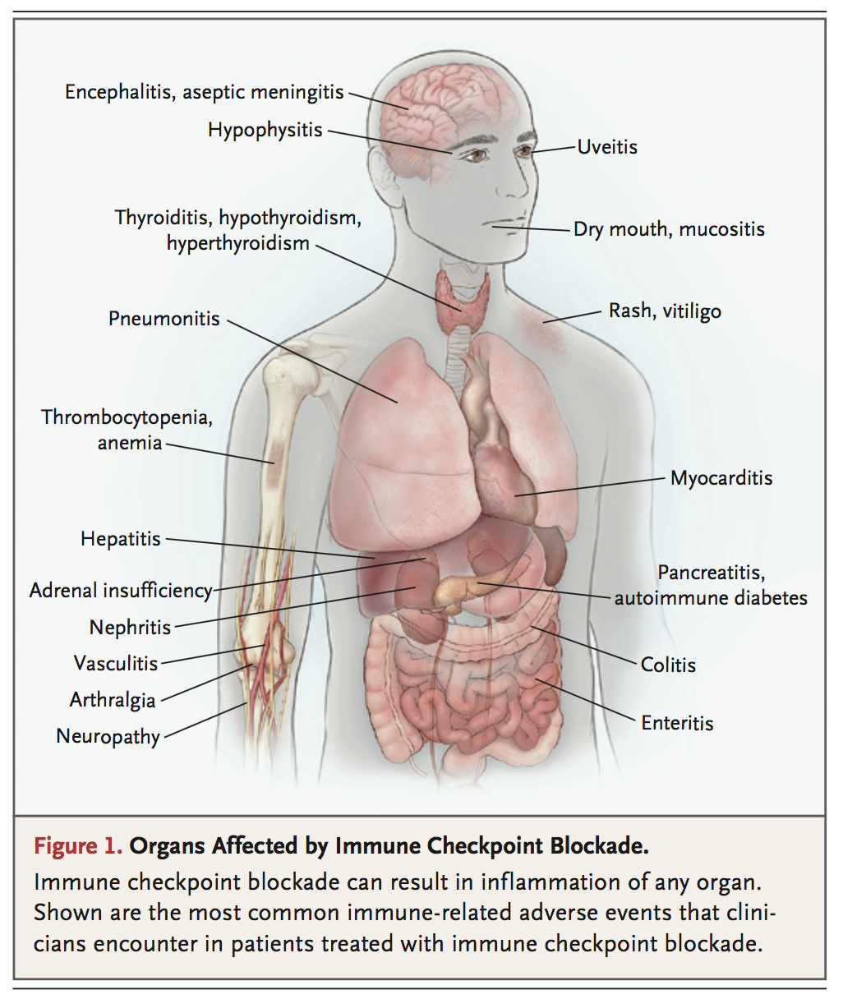 Encephalitis, aseptic meningitis
Hypophysitis
Uveitis
Thyroiditis, hypothyroidism,
hyperthyroidism
Dry mouth, mucositis
Pneumonitis
Rash, vitiligo
Thrombocytopenia,
anemia
Myocarditis
Hepatitis
Adrenal insufficiency
Pancreatitis,
autoimmune diabetes
Nephritis
Vasculitis
Colitis
Arthralgia
Enteritis
Neuropathy
Figure 1. Organs Affected by Immune Checkpoint Blockade.
Immune checkpoint blockade can result in inflammation of any organ.
Shown are the most common immune-related adverse events that clini-
cians encounter in patients treated with immune checkpoint blockade.